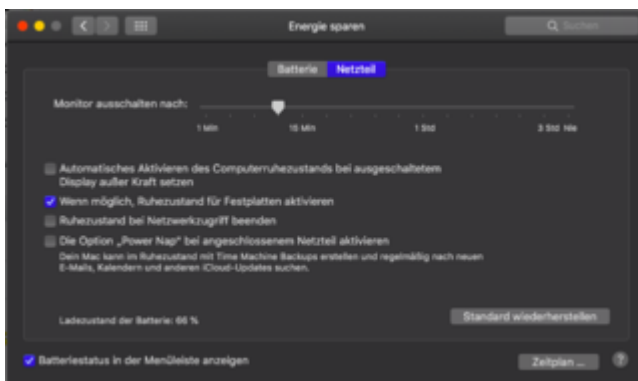 Energie sparen
Suchen
Batterie Netzteil
Monitor ausschalten nach:
1 Min 15 Min 1 Std 3 Std Nie
Automatisches Aktivieren des Computerruhezustands bei ausgeschaltetem
Display außer Kraft setzen
Wenn möglich, Ruhezustand für Festplatten aktivieren
Ruhezustand bei Netzwerkzugriff beenden
Die Option „Power Nap“ bei angeschlossenem Netzteil aktivieren
Dein Mac kann im Ruhezustand mit Time Machine Backups erstellen und regelmäßig nach neuen
E-Mails, Kalendern und anderen iCloud-Updates suchen.
Ladezustand der Batterie: 66 %
Standard wiederherstellen
Batteriestatus in der Menüleiste anzeigen
Zeitplan ...
?